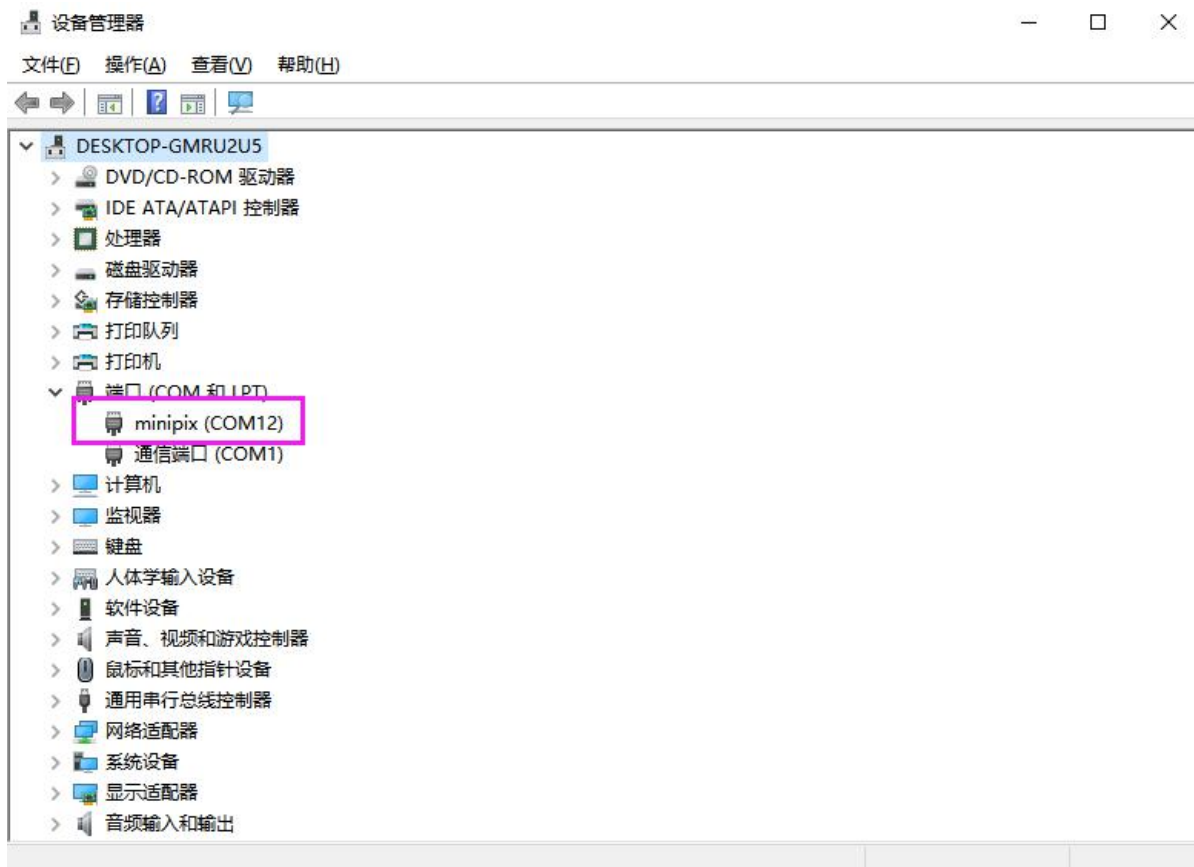 设备管理器
文件(F) 操作(A) 查看(V) 帮助(H)
DESKTOP-GMRU2U5
DVD/CD-ROM 驱动器
IDE ATA/ATAPI 控制器
处理器
磁盘驱动器
存储控制器
打印队列
打印机
端口 (COM 和 LPT)
minipix (COM12)
通信端口 (COM1)
计算机
监视器
键盘
人体学输入设备
软件设备
声音、视频和游戏控制器
鼠标和其他指针设备
通用串行总线控制器
网络适配器
系统设备
显示适配器
音频输入和输出